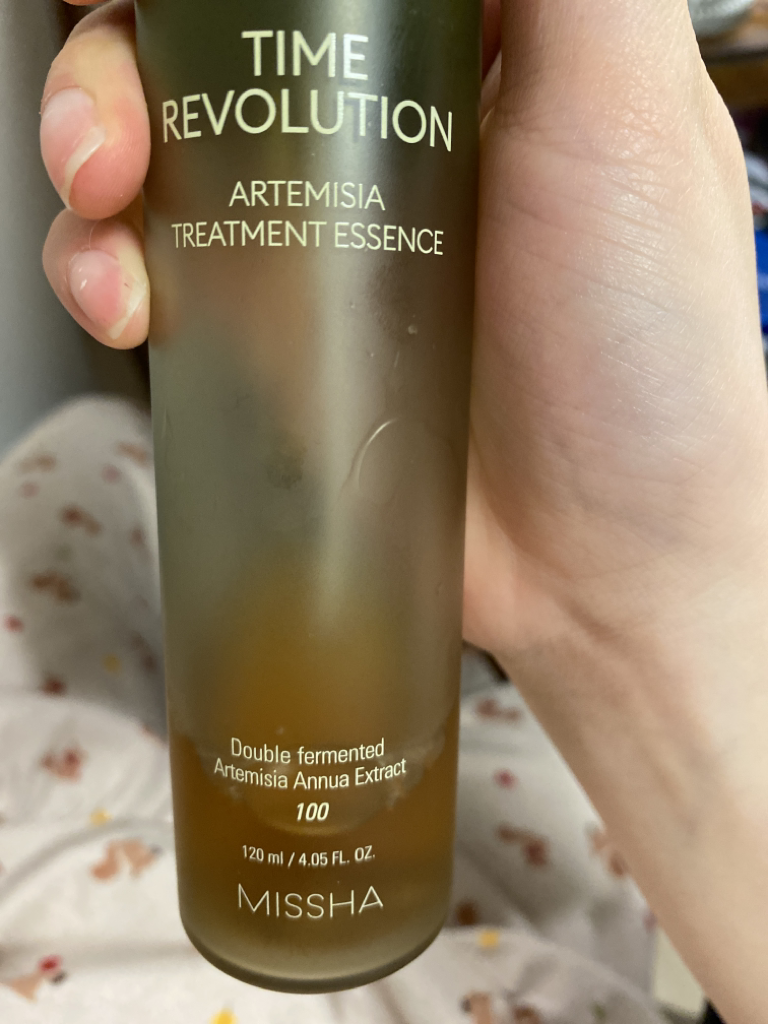 TIME
REVOLUTION
ARTEMISIA
TREATMENT ESSENCE
Double fermented
Artemisia Annua Extract
100
120 ml / 4.05 FL. OZ.
MISSHA